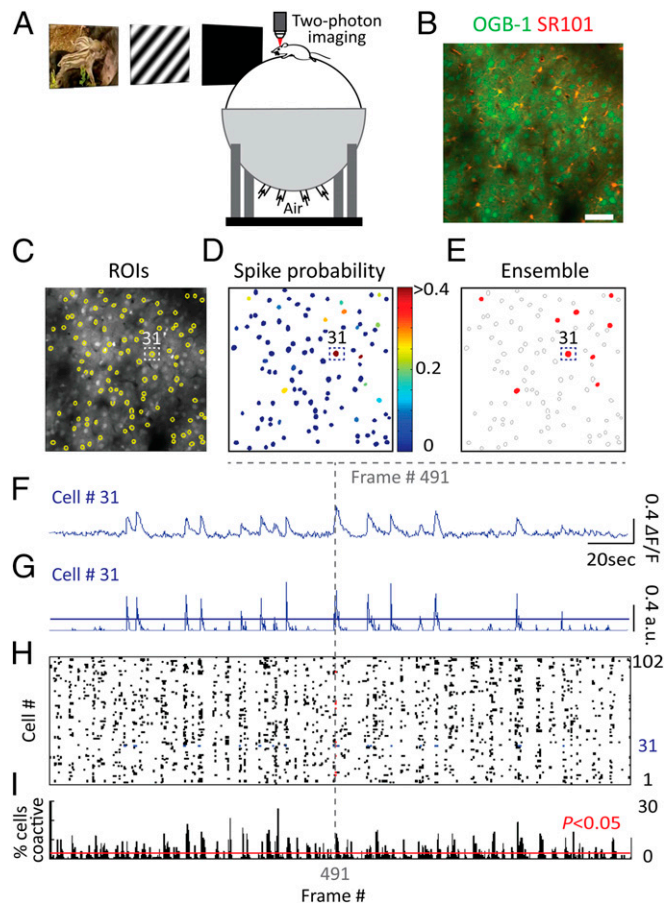 A
Two-photon
imaging
Air
B
OGB-1 SR101
C
ROIs
31
D
Spike probability
31
>0.4
0.2
0
E
Ensemble
31
Frame # 491
F
Cell # 31
0.4 ΔF/F
20sec
G
Cell # 31
0.4 a.u.
H
Cell #
102
31
1
I
% cells
coactive
30
P<0.05
0
491
Frame #